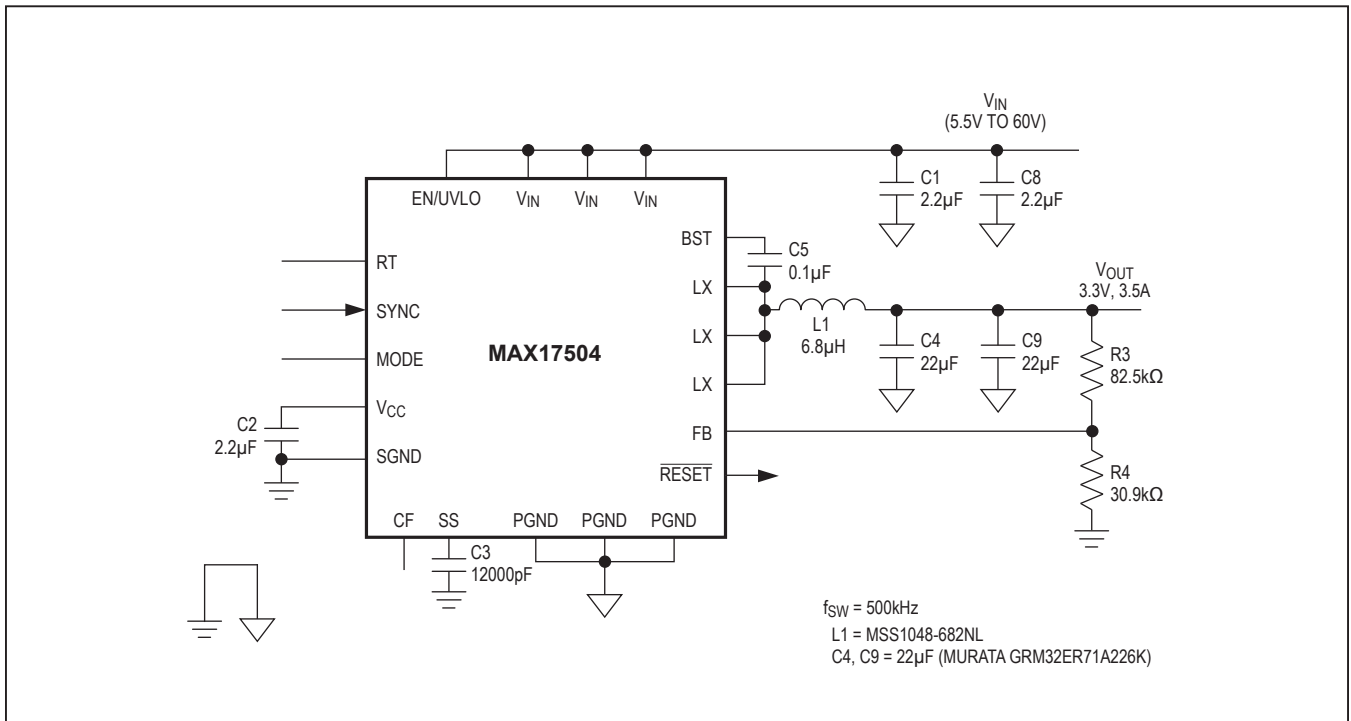 VIN
(5.5V TO 60V)
EN/UVLO VIN VIN VIN
C1
2.2µF
C8
2.2µF
BST
C5
0.1µF
RT
LX
VOUT
3.3V, 3.5A
SYNC
L1
6.8µH
MAX17504
LX
MODE
C4
22µF
C9
22µF
R3
82.5kΩ
LX
VCC
C2
2.2µF
FB
SGND
RESET
R4
30.9kΩ
CF SS PGND PGND PGND
C3
12000pF
fSW = 500kHz
L1 = MSS1048-682NL
C4, C9 = 22µF (MURATA GRM32ER71A226K)